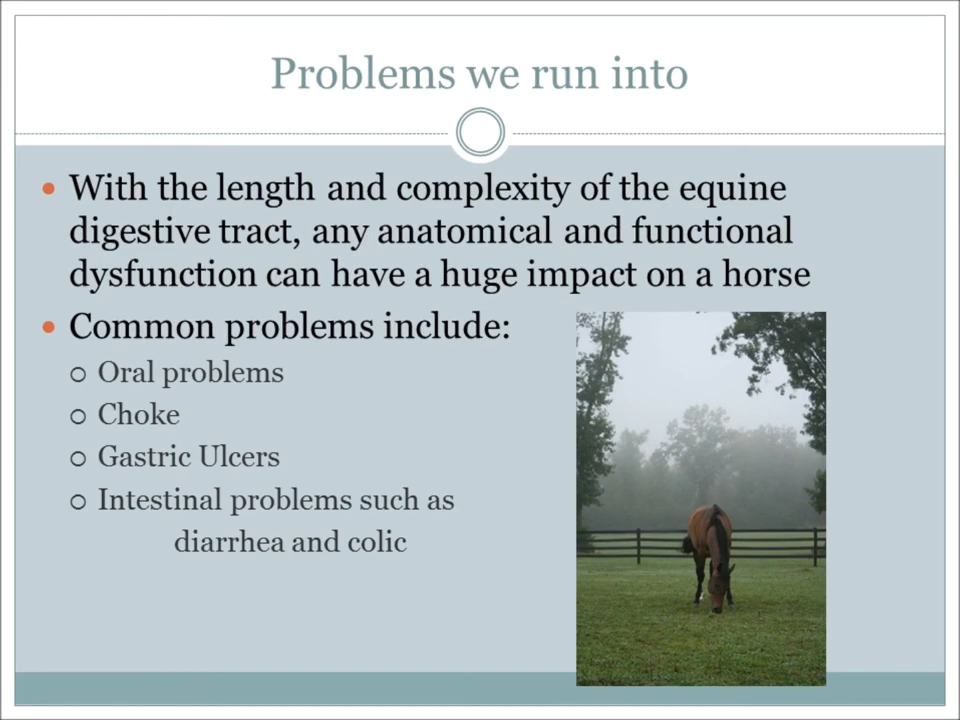 Problems we run into
With the length and complexity of the equine
digestive tract, any anatomical and functional
dysfunction can have a huge impact on a horse
Common problems include:
Oral problems
Choke
Gastric Ulcers
Intestinal problems such as
diarrhea and colic